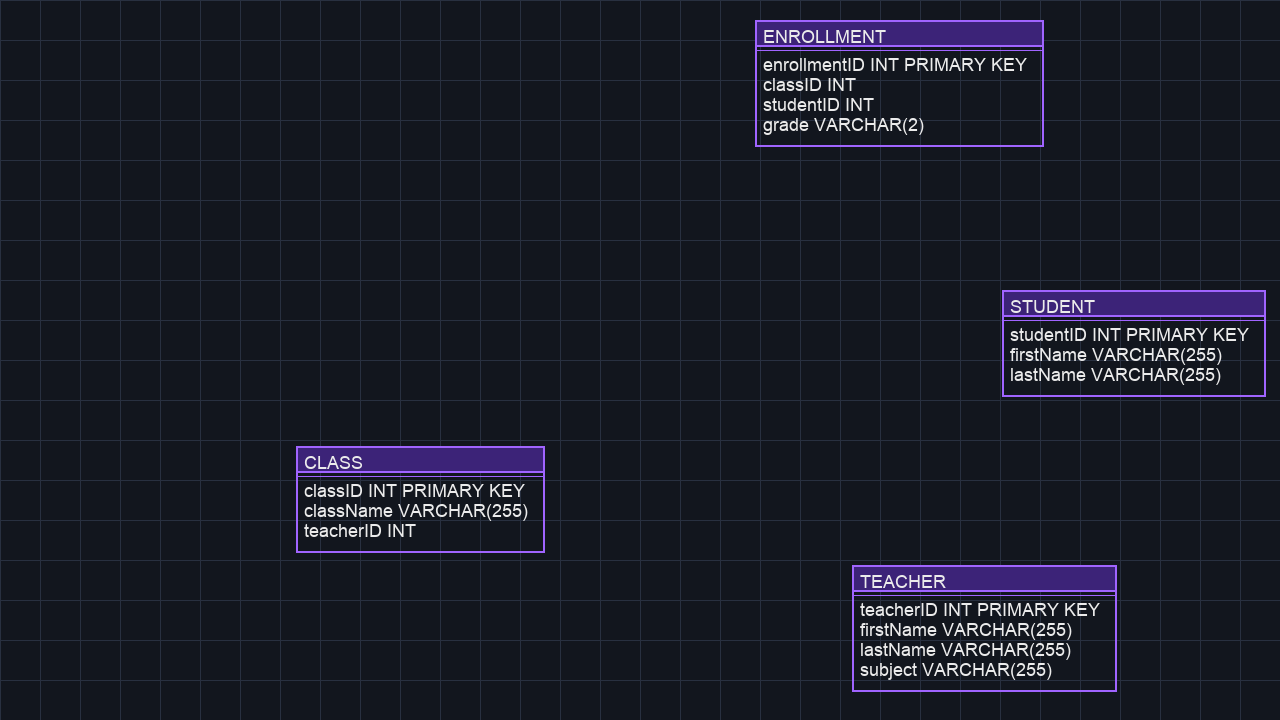 ENROLLMENT
enrollmentID INT PRIMARY KEY
classID INT
studentID INT
grade VARCHAR(2)
STUDENT
studentID INT PRIMARY KEY
firstName VARCHAR(255)
lastName VARCHAR(255)
CLASS
classID INT PRIMARY KEY
className VARCHAR(255)
teacherID INT
TEACHER
teacherID INT PRIMARY KEY
firstName VARCHAR(255)
lastName VARCHAR(255)
subject VARCHAR(255)